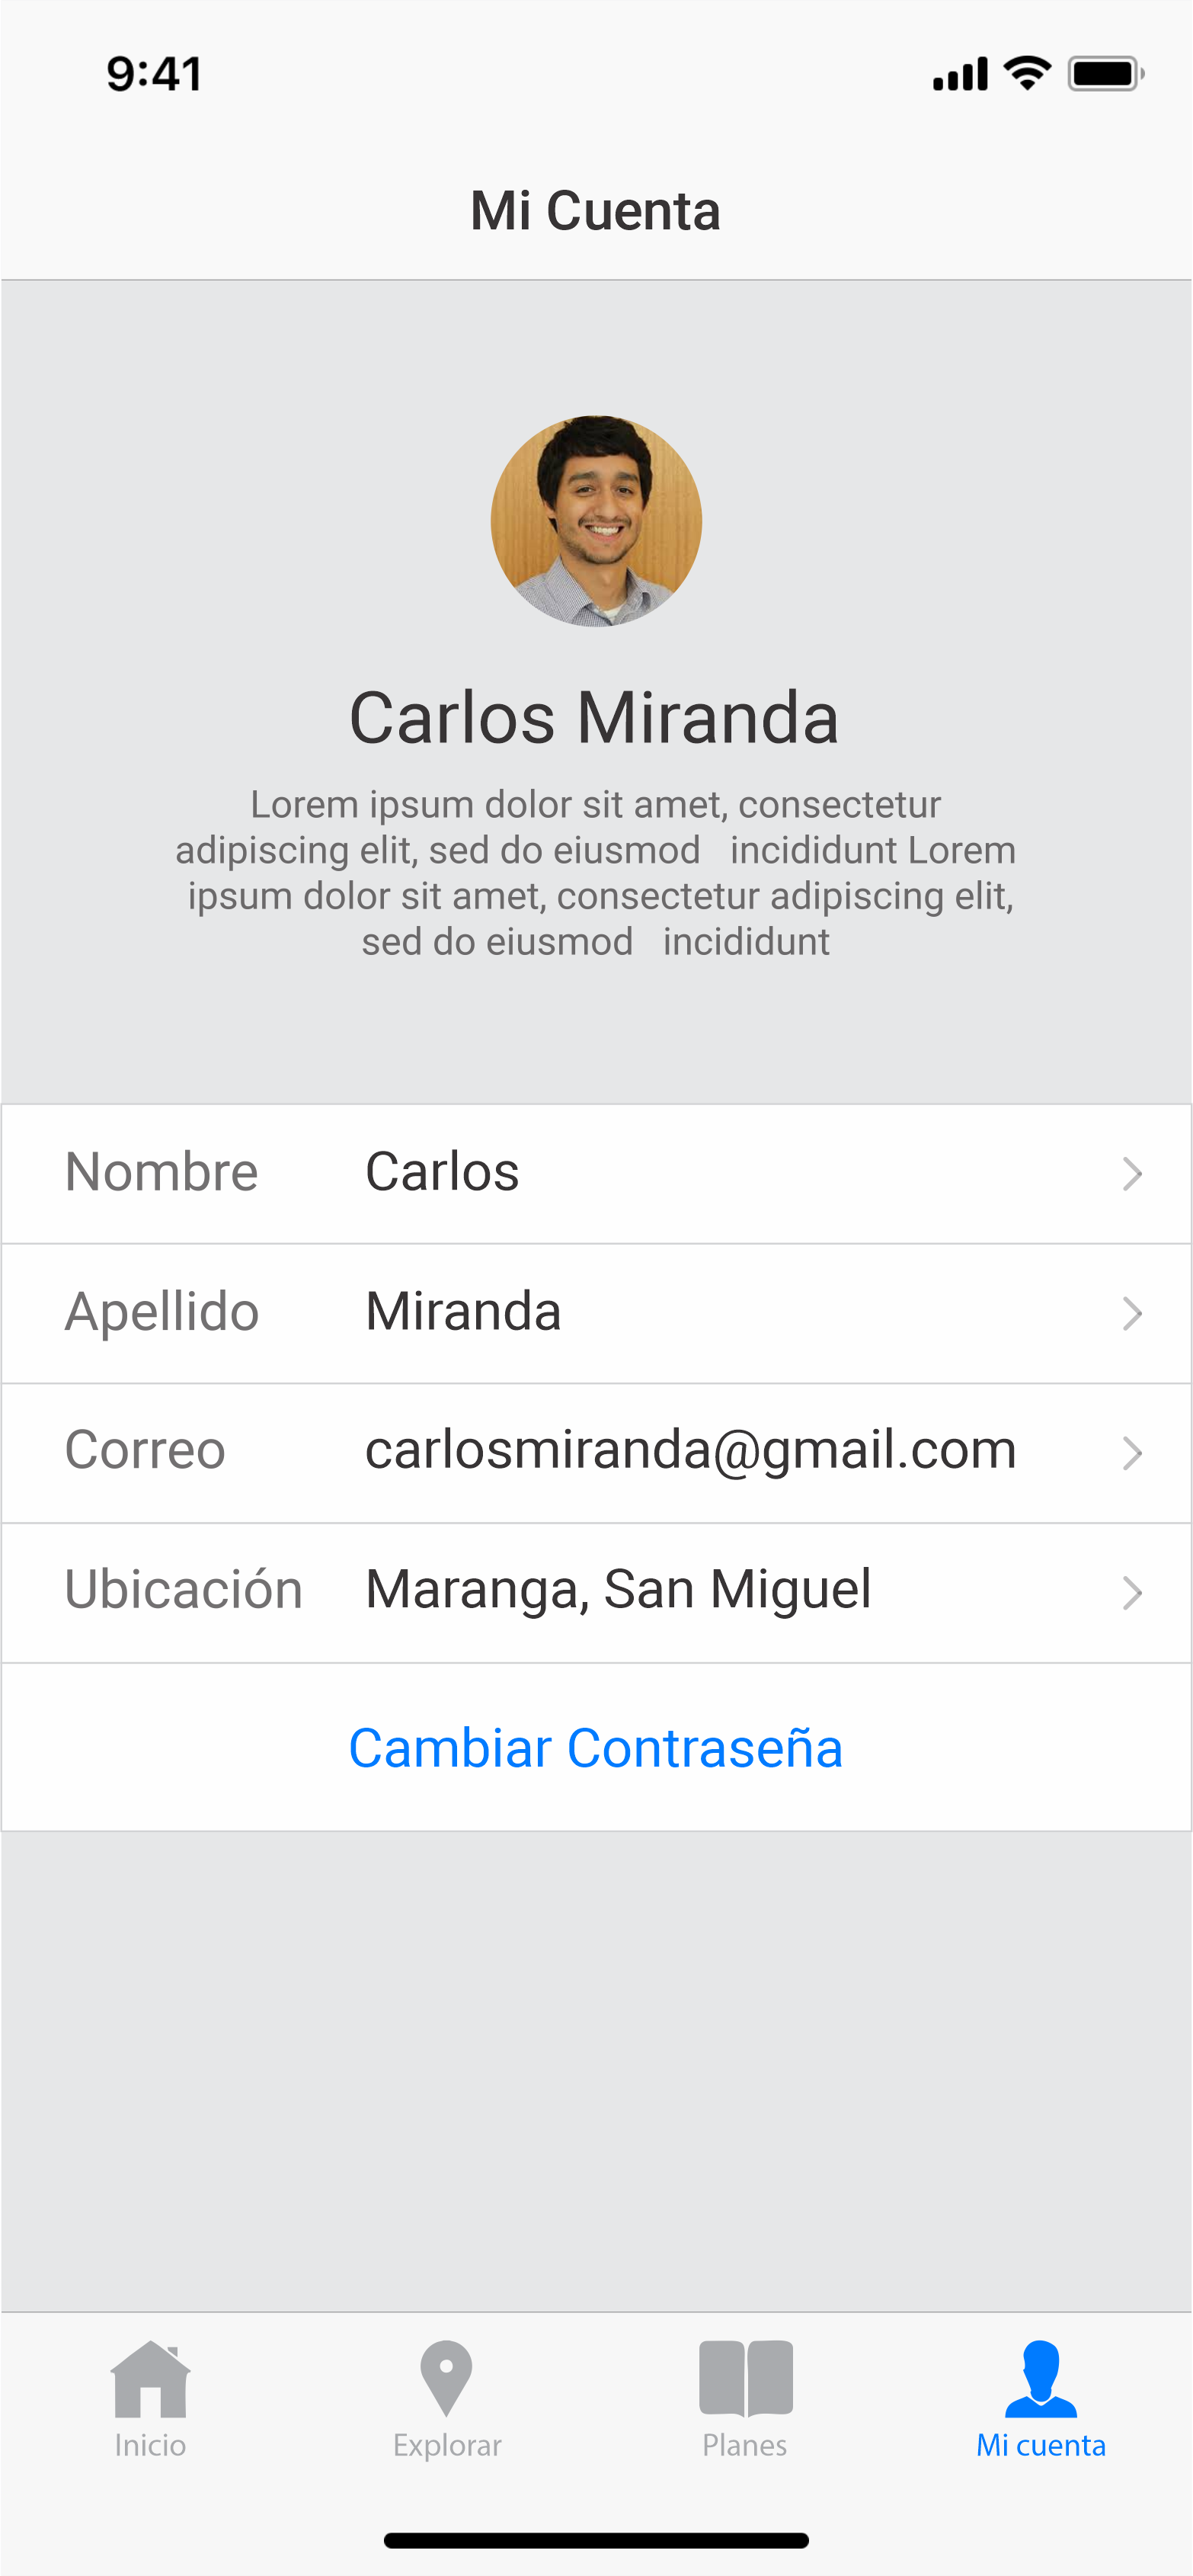 9:41
Mi Cuenta
Carlos Miranda
Lorem ipsum dolor sit amet, consectetur
adipiscing elit, sed do eiusmod   incididunt Lorem
ipsum dolor sit amet, consectetur adipiscing elit,
sed do eiusmod   incididunt
Nombre Carlos
Apellido Miranda
Correo carlosmiranda@gmail.com
Ubicación Maranga, San Miguel
Cambiar Contraseña
Inicio Explorar Planes Mi cuenta